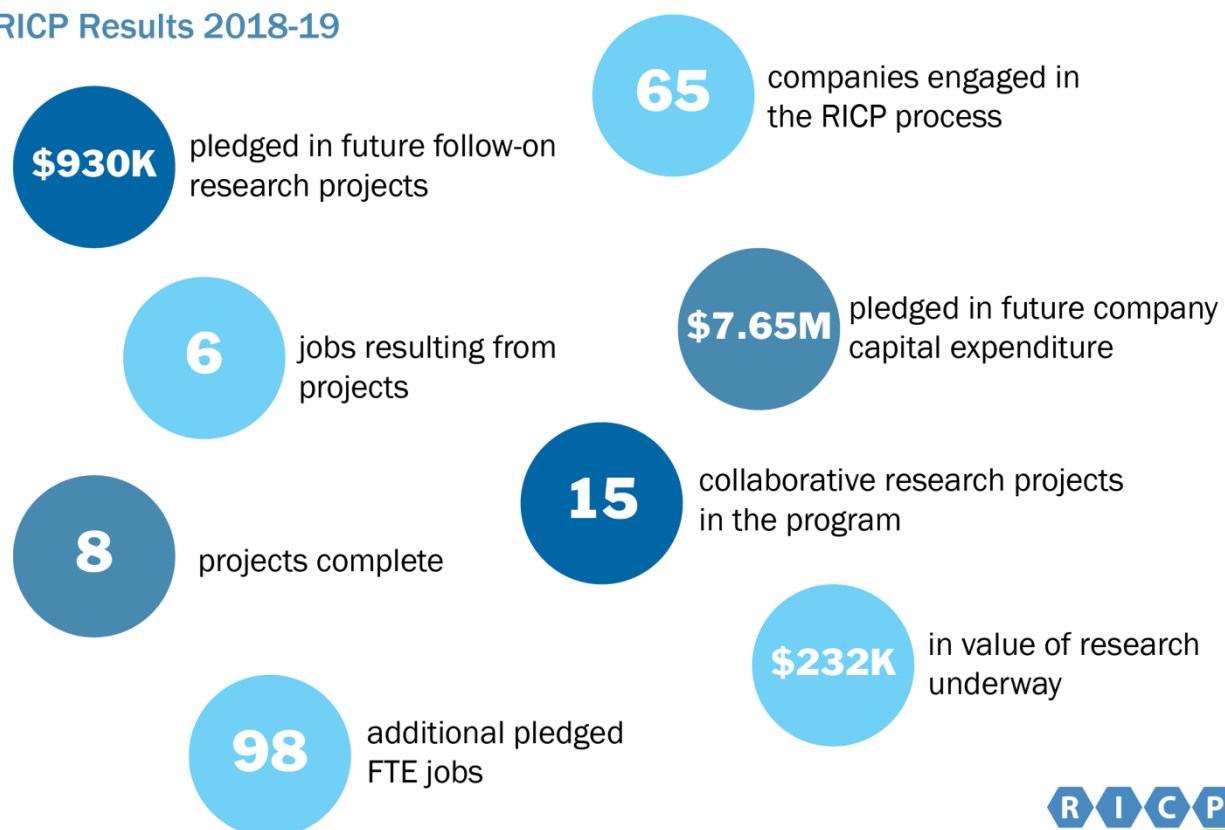 RICP Results 2018-19
65
companies engaged in
the RICP process
$930K
pledged in future follow-on
research projects
$7.65M
pledged in future company
capital expenditure
6
jobs resulting from
projects
15
collaborative research projects
in the program
8
projects complete
$232K
in value of research
underway
98
additional pledged
FTE jobs
RICP